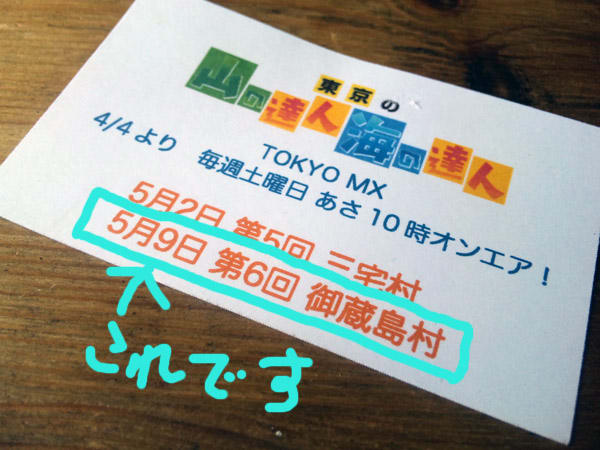 東京の
山の達人 海の達人
TOKYO MX
4/4より 毎週土曜日 あさ10時オンエア！
5月2日 第5回 三宅村
5月9日 第6回 御蔵島村
これです